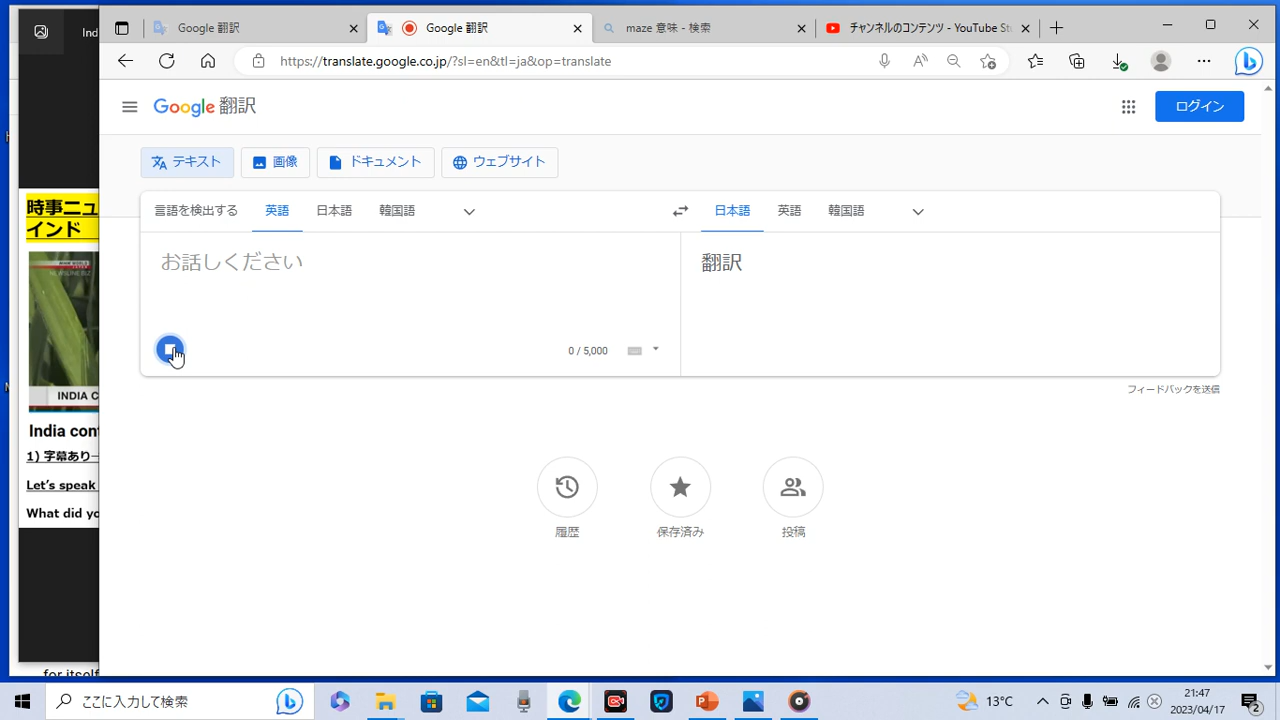 Ind
Google 翻訳
Google 翻訳
maze 意味 - 検索
チャンネルのコンテンツ - YouTube St
https://translate.google.co.jp/?sl=en&tl=ja&op=translate
Google 翻訳
ログイン
テキスト
画像
ドキュメント
ウェブサイト
言語を検出する
英語
日本語
韓国語
日本語
英語
韓国語
お話しください
翻訳
0 / 5,000
フィードバックを送信
履歴
保存済み
投稿
時事ニュ
インド
INDIA C
India con
1) 字幕あり
Let's speak
What did yo
for itself
ここに入力して検索
13°C
21:47
2023/04/17
2